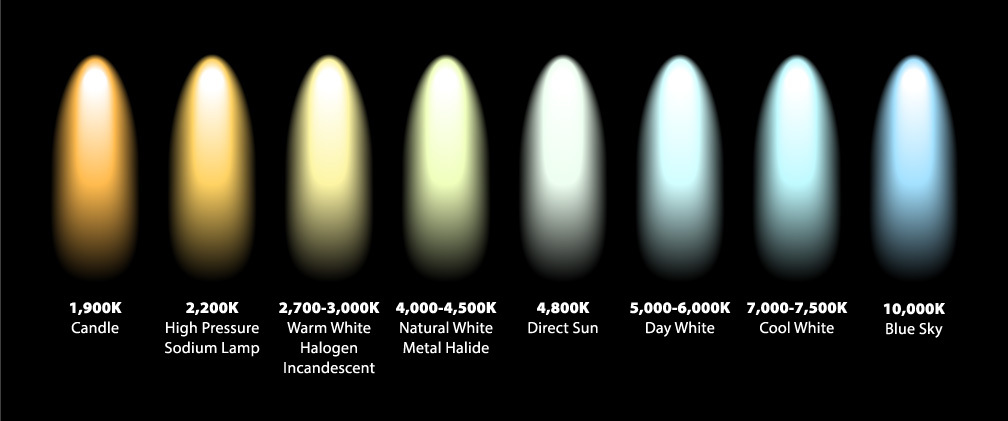 1,900K
Candle
2,200K
High Pressure
Sodium Lamp
2,700-3,000K
Warm White
Halogen
Incandescent
4,000-4,500K
Natural White
Metal Halide
4,800K
Direct Sun
5,000-6,000K
Day White
7,000-7,500K
Cool White
10,000K
Blue Sky